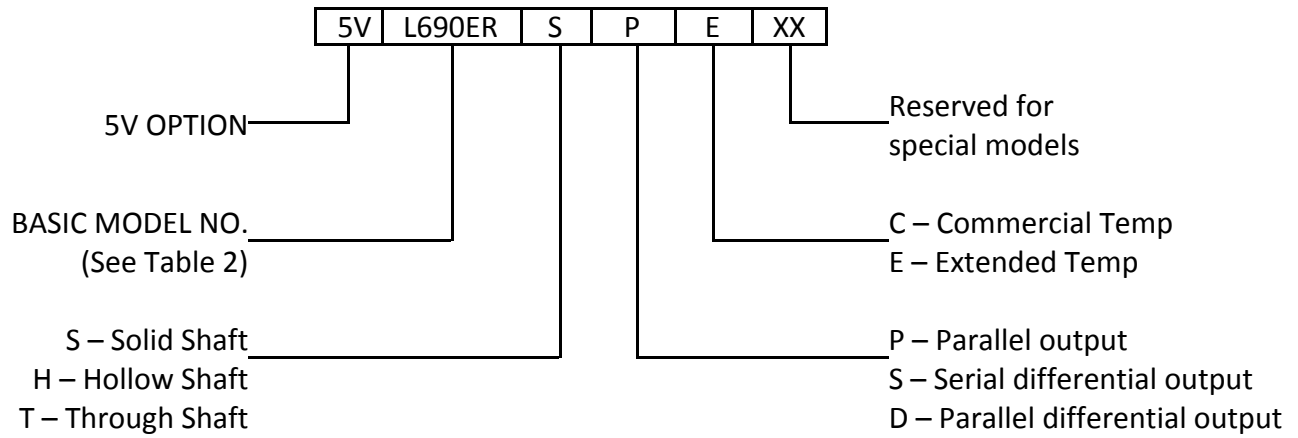 5V L690ER S P E XX
5V OPTION
Reserved for
special models
BASIC MODEL NO.
(See Table 2)
C – Commercial Temp
E – Extended Temp
S – Solid Shaft
H – Hollow Shaft
T – Through Shaft
P – Parallel output
S – Serial differential output
D – Parallel differential output